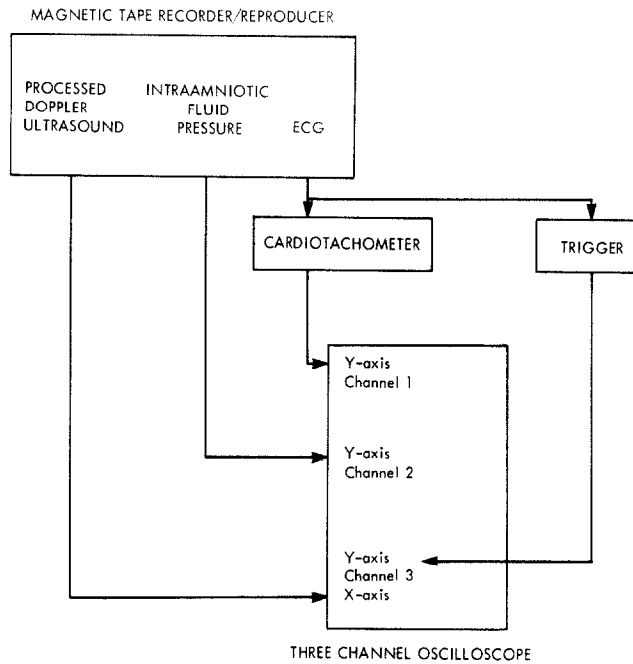 MAGNETIC TAPE RECORDER/REPRODUCER
PROCESSED
DOPPLER
ULTRASOUND
INTRAAMNIOTIC
FLUID
PRESSURE
ECG
CARDIOTACHOMETER
TRIGGER
Y-axis
Channel 1
Y-axis
Channel 2
Y-axis
Channel 3
X-axis
THREE CHANNEL OSCILLOSCOPE